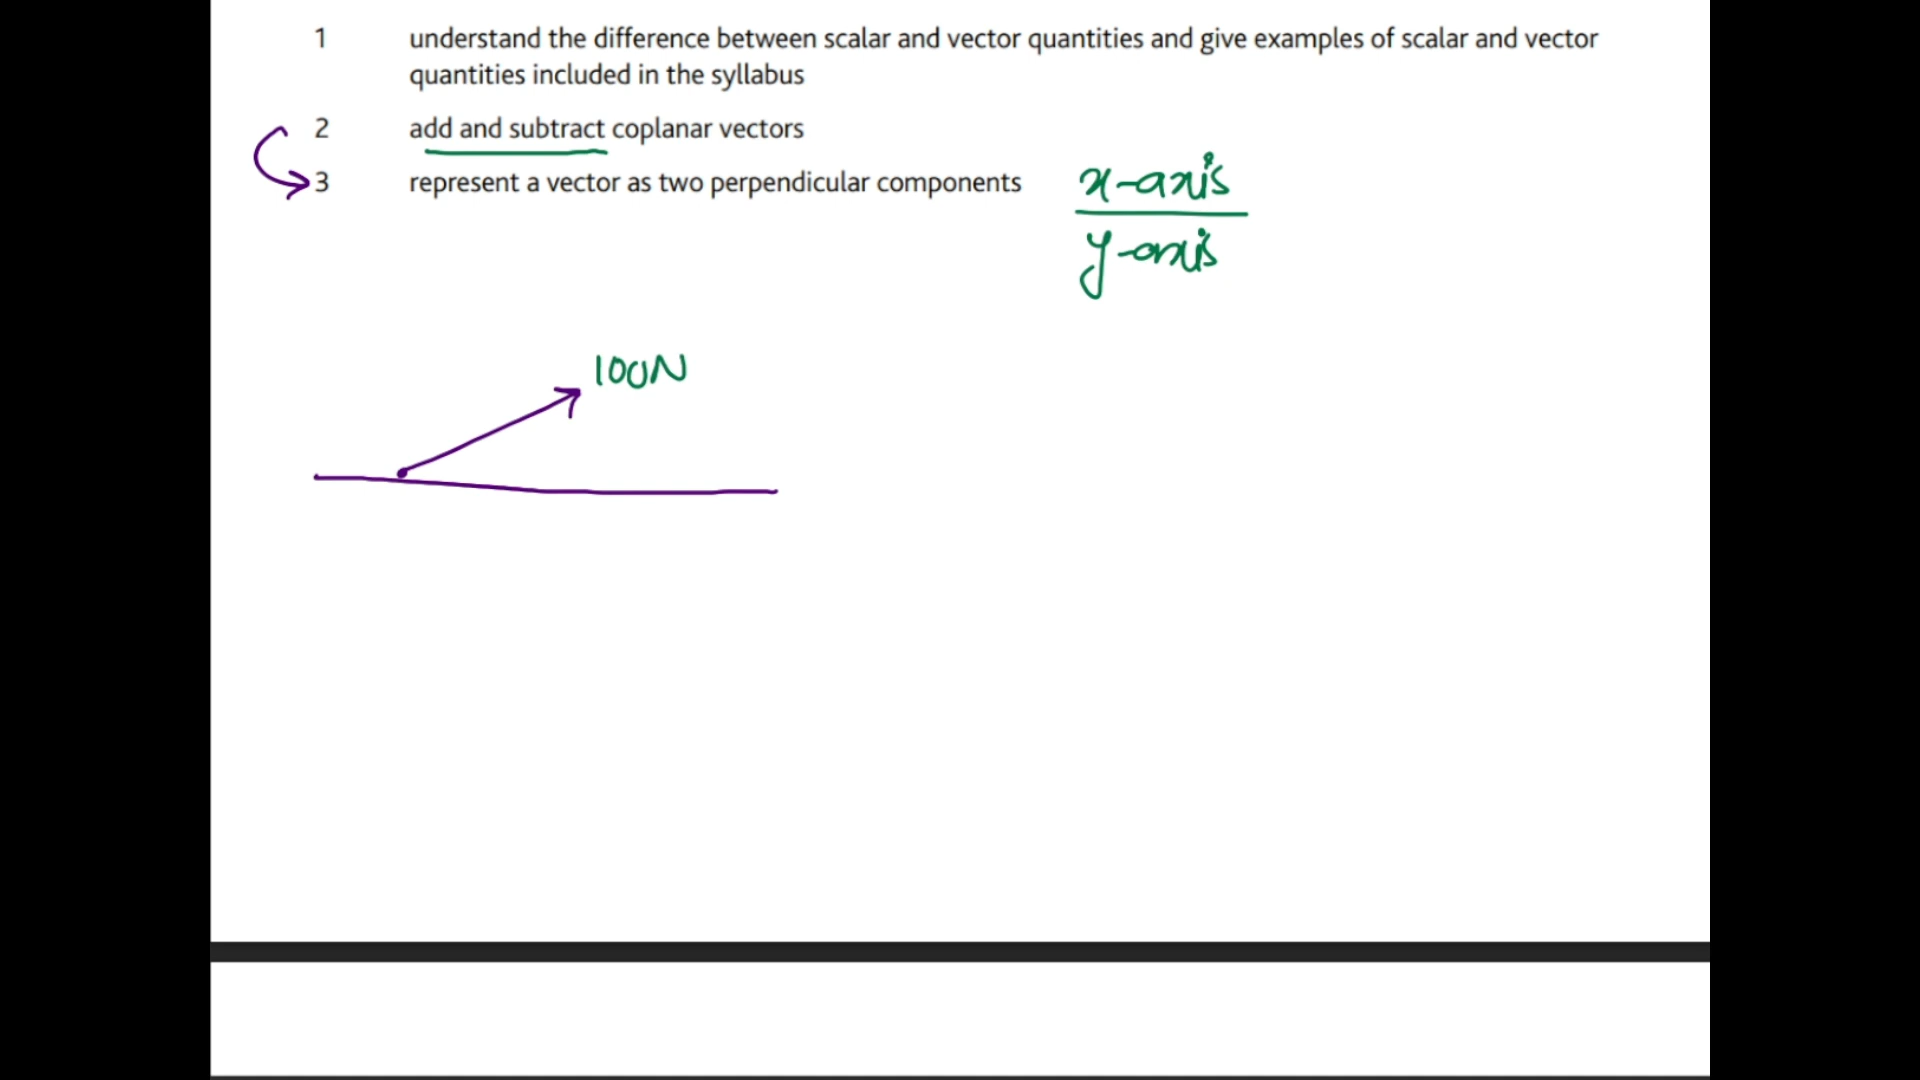 1 understand the difference between scalar and vector quantities and give examples of scalar and vector
quantities included in the syllabus
2 add and subtract coplanar vectors
3 represent a vector as two perpendicular components
x-axis
y-axis
100N